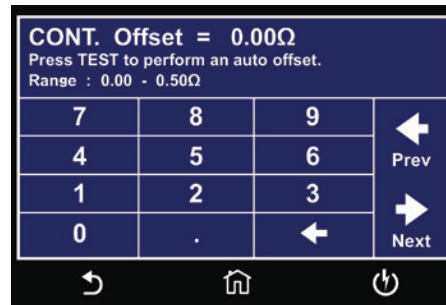 CONT. Offset = 0.00Ω
Press TEST to perform an auto offset.
Range : 0.00 - 0.50Ω
7 8 9
4 5 6 Prev
1 2 3
0 . Next